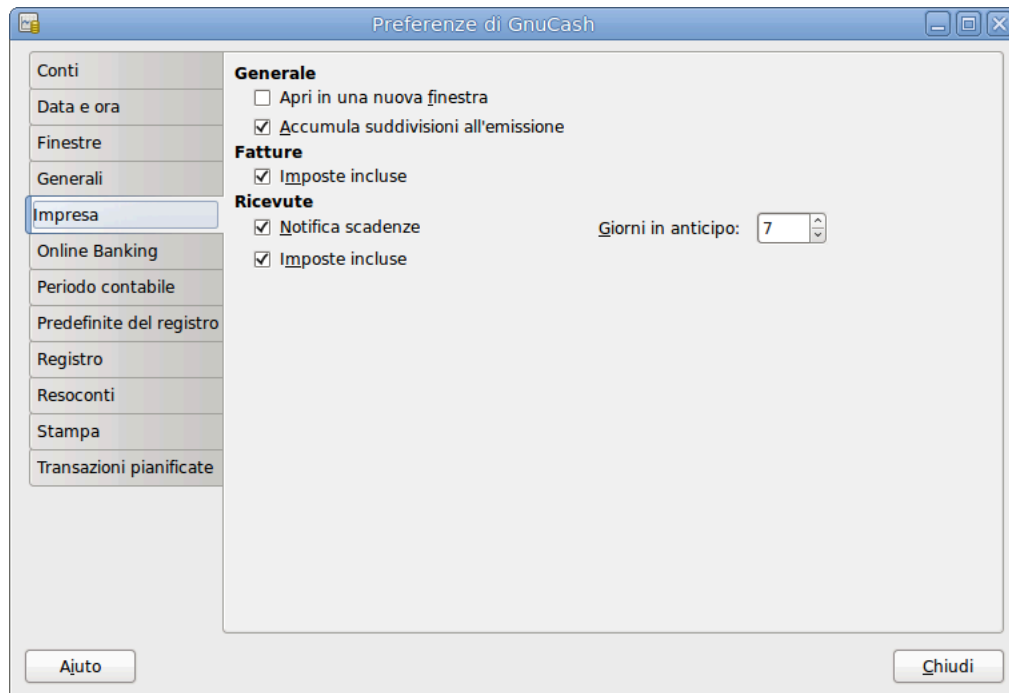 Preferenze di GnuCash
Conti
Data e ora
Finestre
Generali
Impresa
Online Banking
Periodo contabile
Predefinite del registro
Registro
Resoconti
Stampa
Transazioni pianificate
Generale
Apri in una nuova finestra
Accumula suddivisioni all'emissione
Fatture
Imposte incluse
Ricevute
Notifica scadenze Giorni in anticipo: 7
Imposte incluse
Aiuto Chiudi